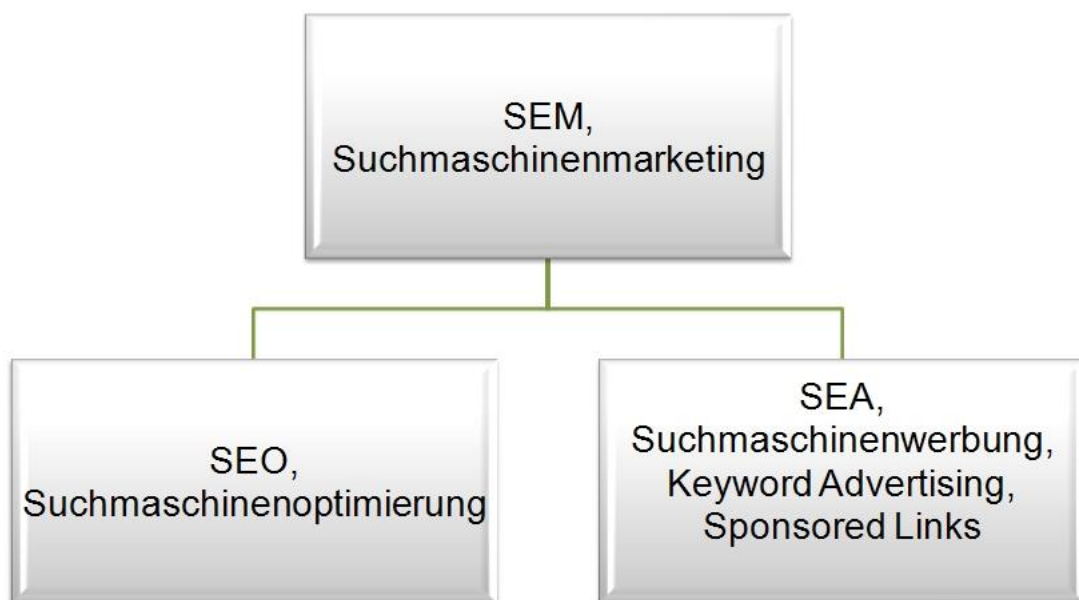 SEM,
Suchmaschinenmarketing
SEO,
Suchmaschinenoptimierung
SEA,
Suchmaschinenwerbung,
Keyword Advertising,
Sponsored Links